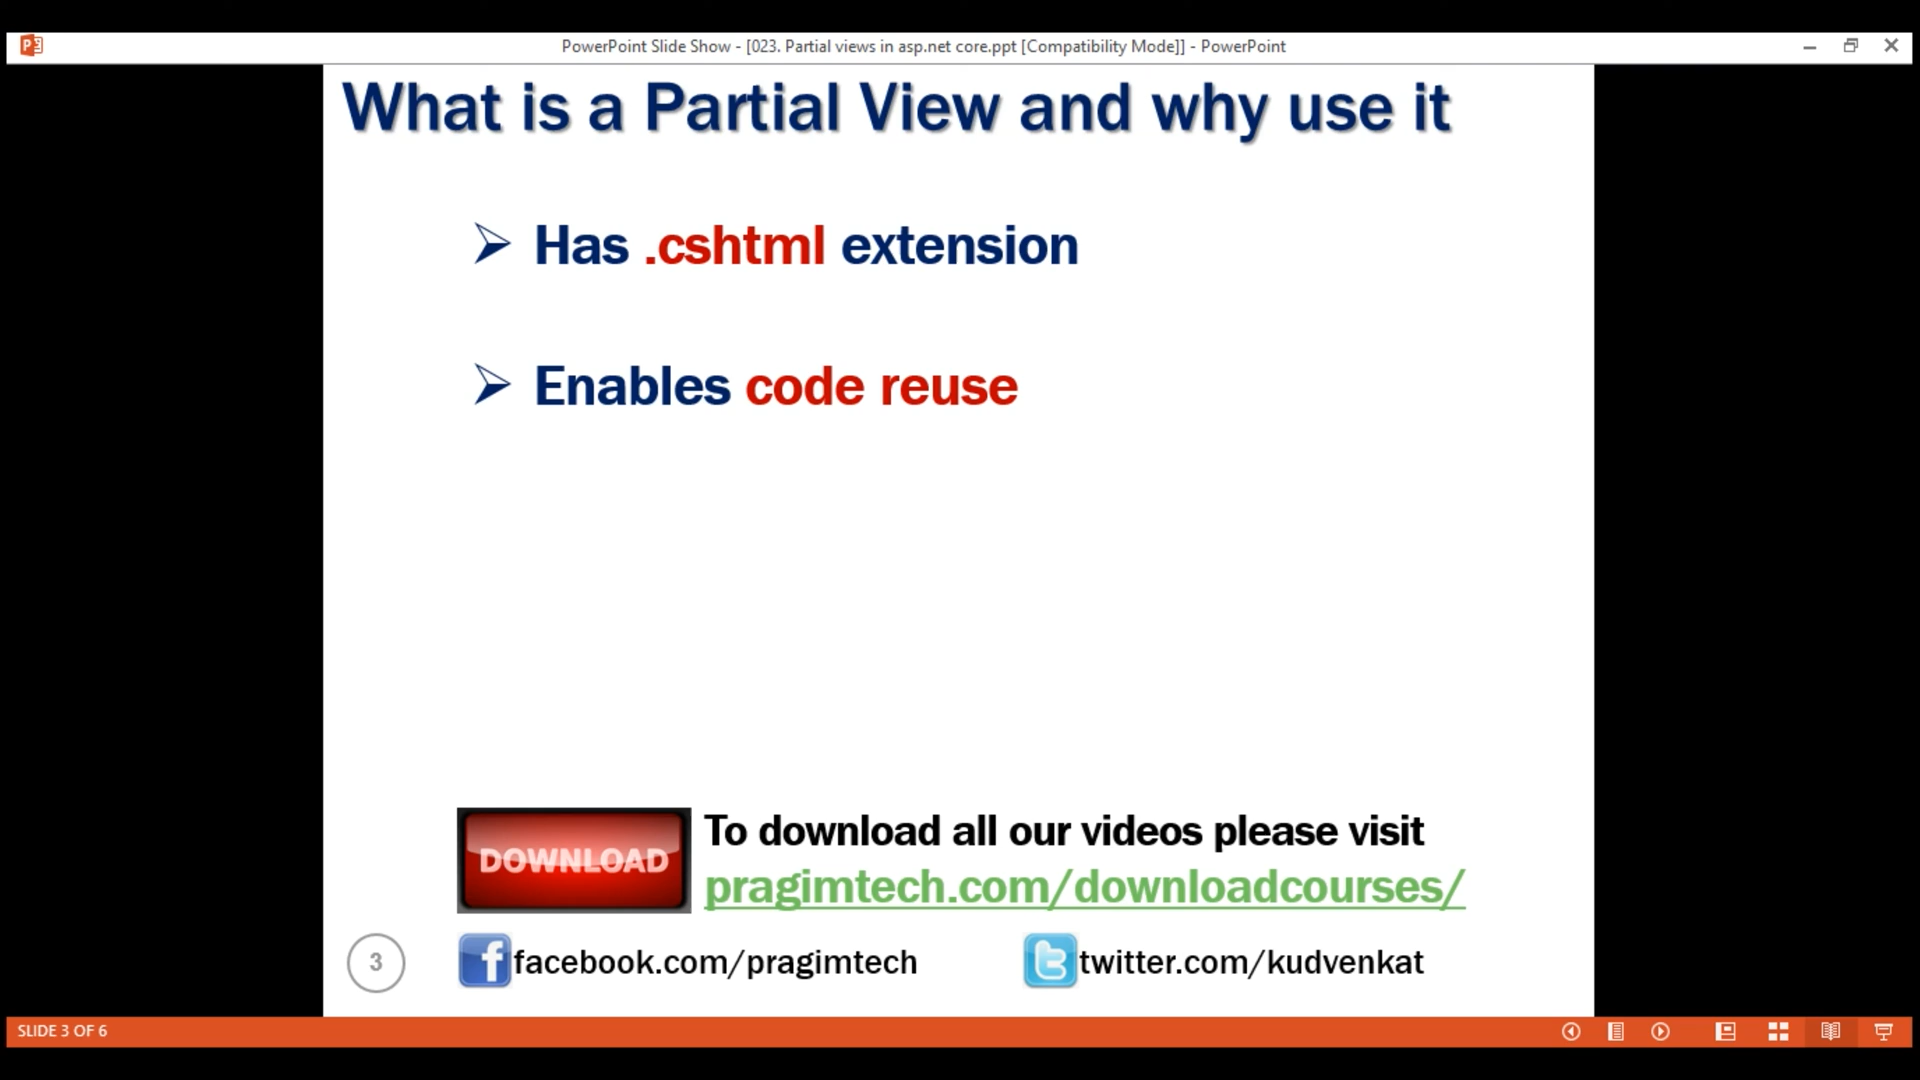 PowerPoint Slide Show - [023. Partial views in asp.net core.ppt [Compatibility Mode]] - PowerPoint
What is a Partial View and why use it
Has .cshtml extension
Enables code reuse
DOWNLOAD
To download all our videos please visit
pragimtech.com/downloadcourses/
3
facebook.com/pragimtech
twitter.com/kudvenkat
SLIDE 3 OF 6